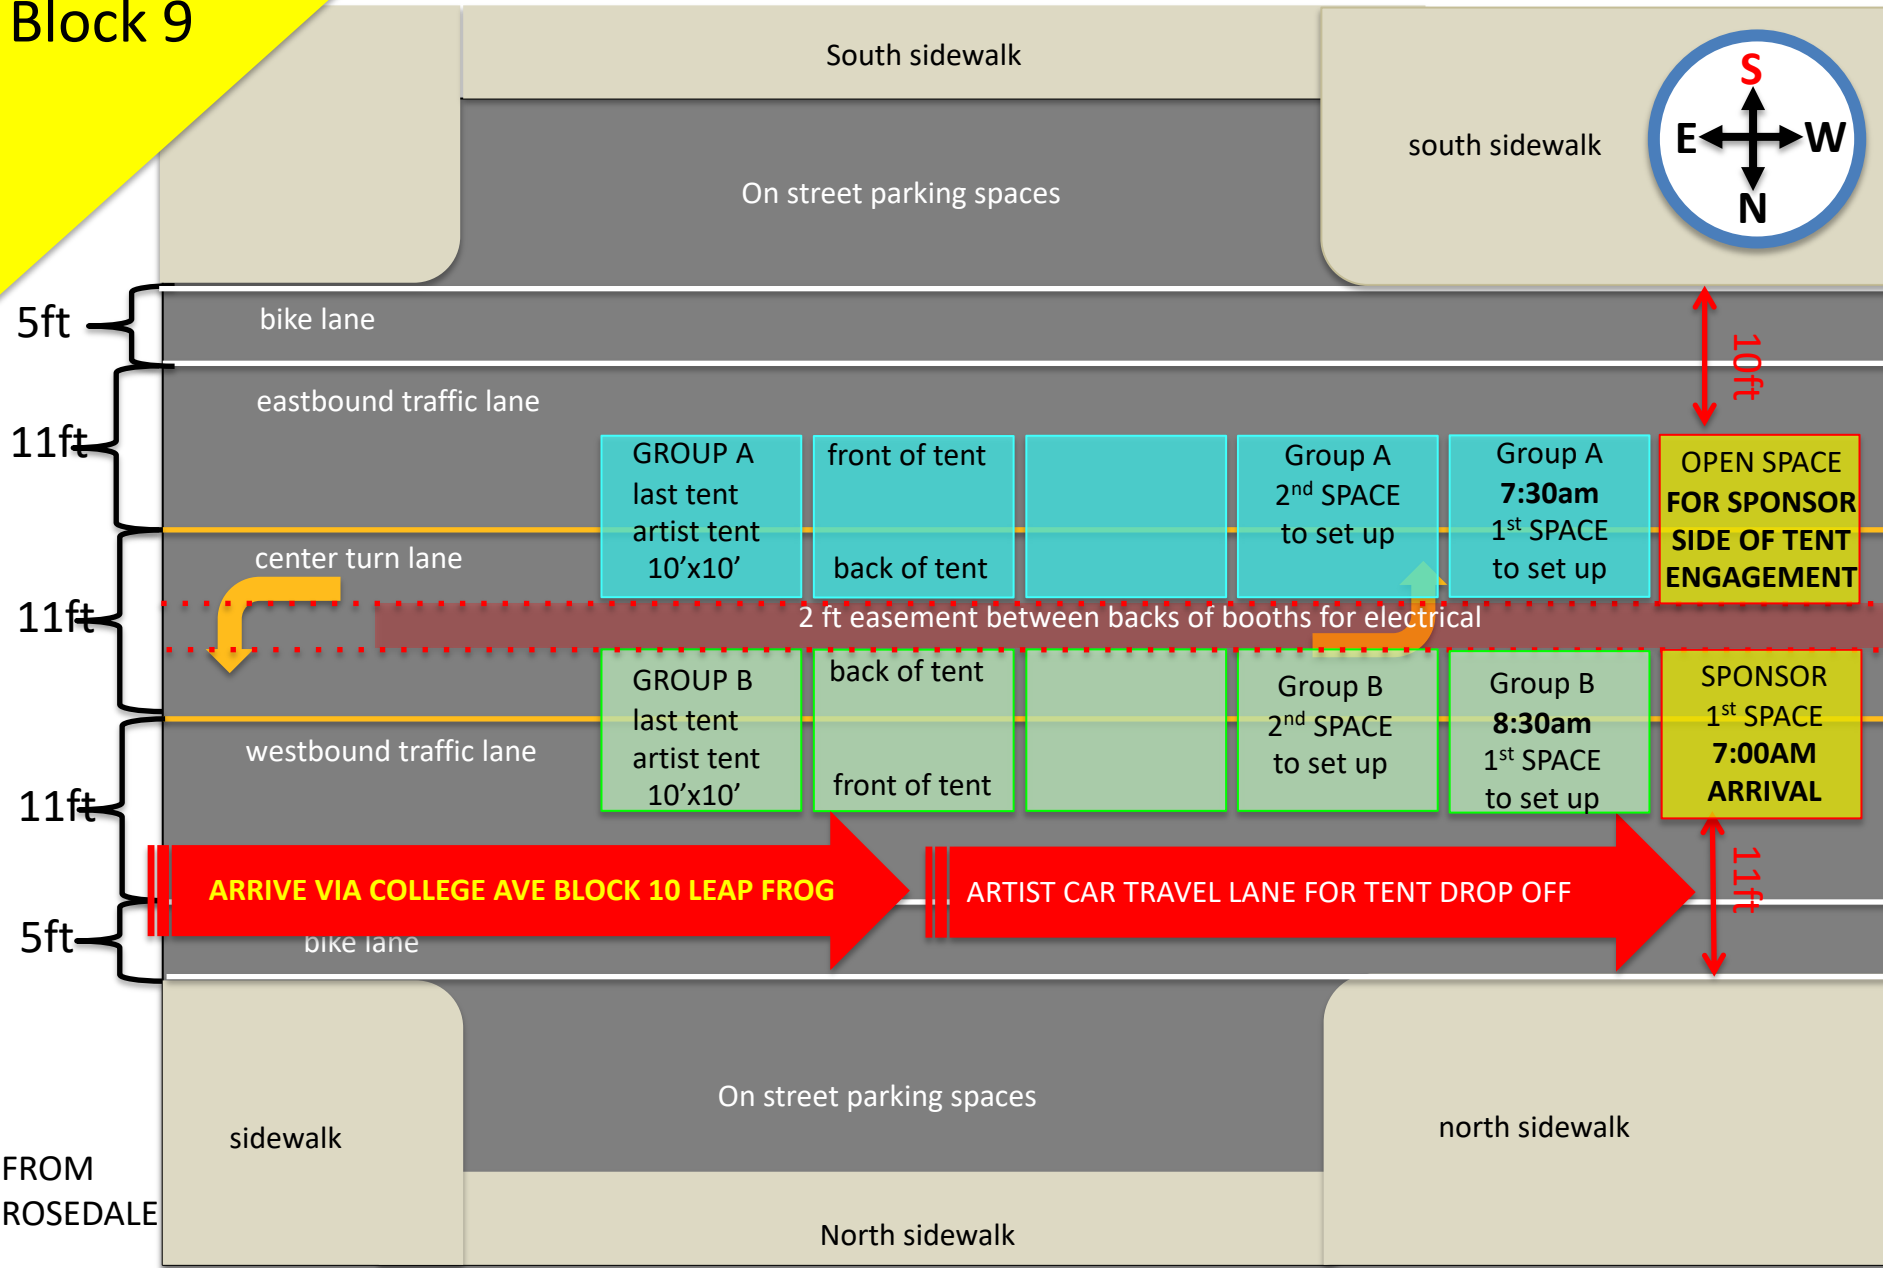 Block 9
South sidewalk
south sidewalk
S
E W
N
On street parking spaces
5ft
bike lane
10ft
eastbound traffic lane
11ft
GROUP A
last tent
artist tent
10'x10'
front of tent
back of tent
Group A
2nd SPACE
to set up
Group A
7:30am
1st SPACE
to set up
OPEN SPACE
FOR SPONSOR
SIDE OF TENT
ENGAGEMENT
center turn lane
11ft
2 ft easement between backs of booths for electrical
GROUP B
last tent
artist tent
10'x10'
back of tent
front of tent
Group B
2nd SPACE
to set up
Group B
8:30am
1st SPACE
to set up
SPONSOR
1st SPACE
7:00AM
ARRIVAL
westbound traffic lane
11ft
ARRIVE VIA COLLEGE AVE BLOCK 10 LEAP FROG
ARTIST CAR TRAVEL LANE FOR TENT DROP OFF
11ft
5ft
bike lane
On street parking spaces
sidewalk
north sidewalk
FROM
ROSEDALE
North sidewalk